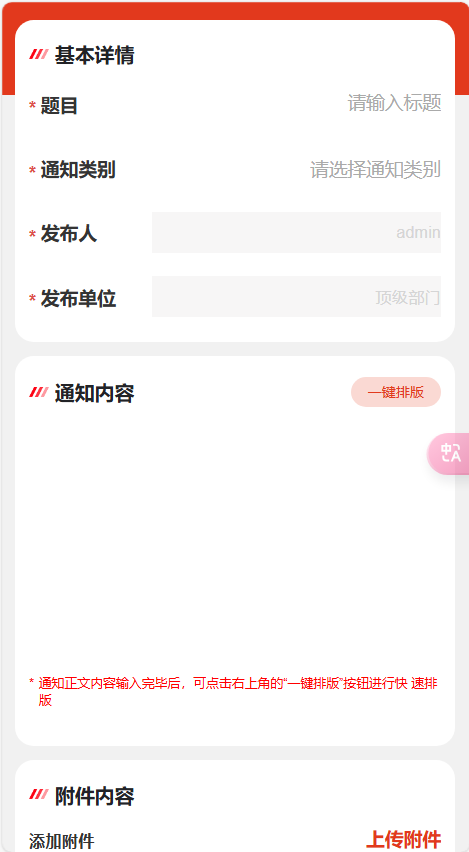 基本详情
* 题目 请输入标题
* 通知类别 请选择通知类别
* 发布人 admin
* 发布单位 顶级部门
通知内容 一键排版
中A
* 通知正文内容输入完毕后，可点击右上角的“一键排版”按钮进行快 速排
版
附件内容
添加附件 上传附件